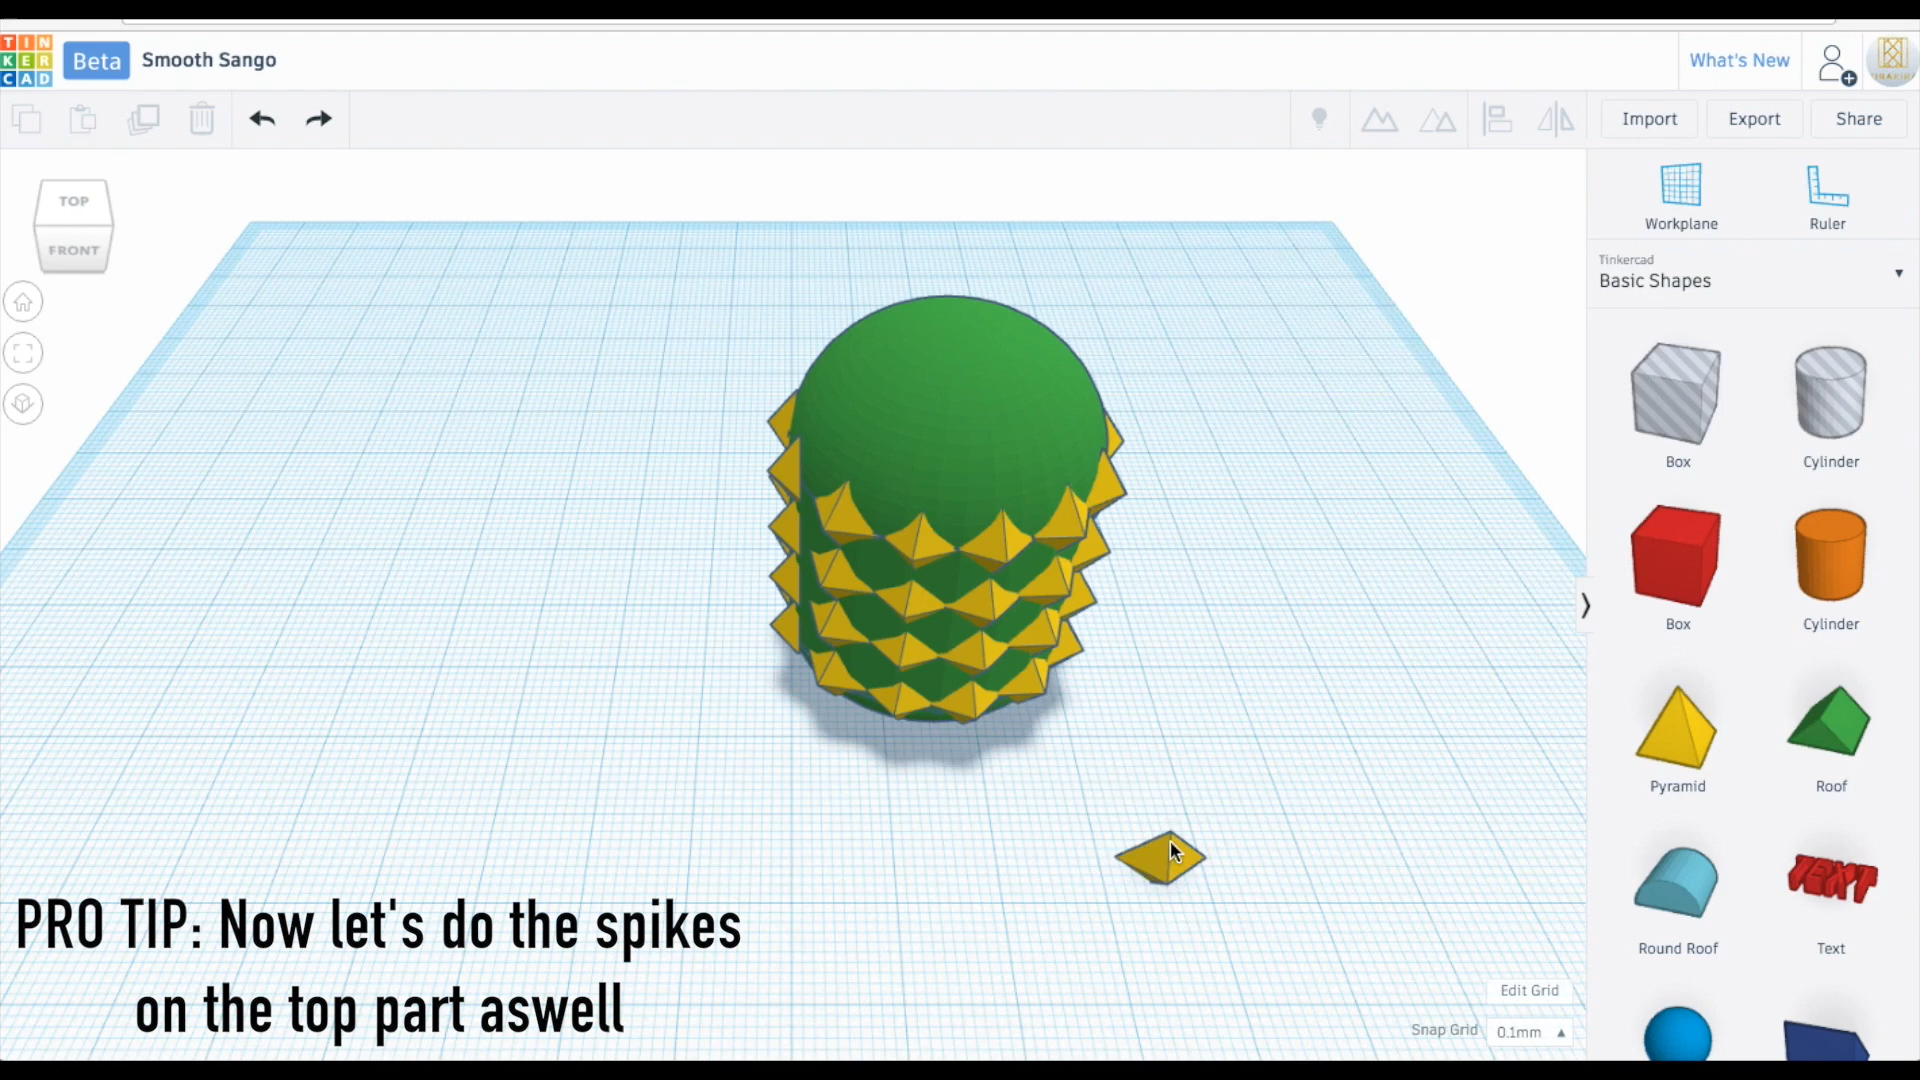 TIN
KER
CAD
Beta
Smooth Sango
What's New
Import
Export
Share
TOP
FRONT
Workplane
Ruler
Tinkercad
Basic Shapes
Box
Cylinder
Box
Cylinder
Pyramid
Roof
TEXT
Round Roof
Text
Edit Grid
Snap Grid
0.1mm
PRO TIP: Now let's do the spikes
on the top part aswell